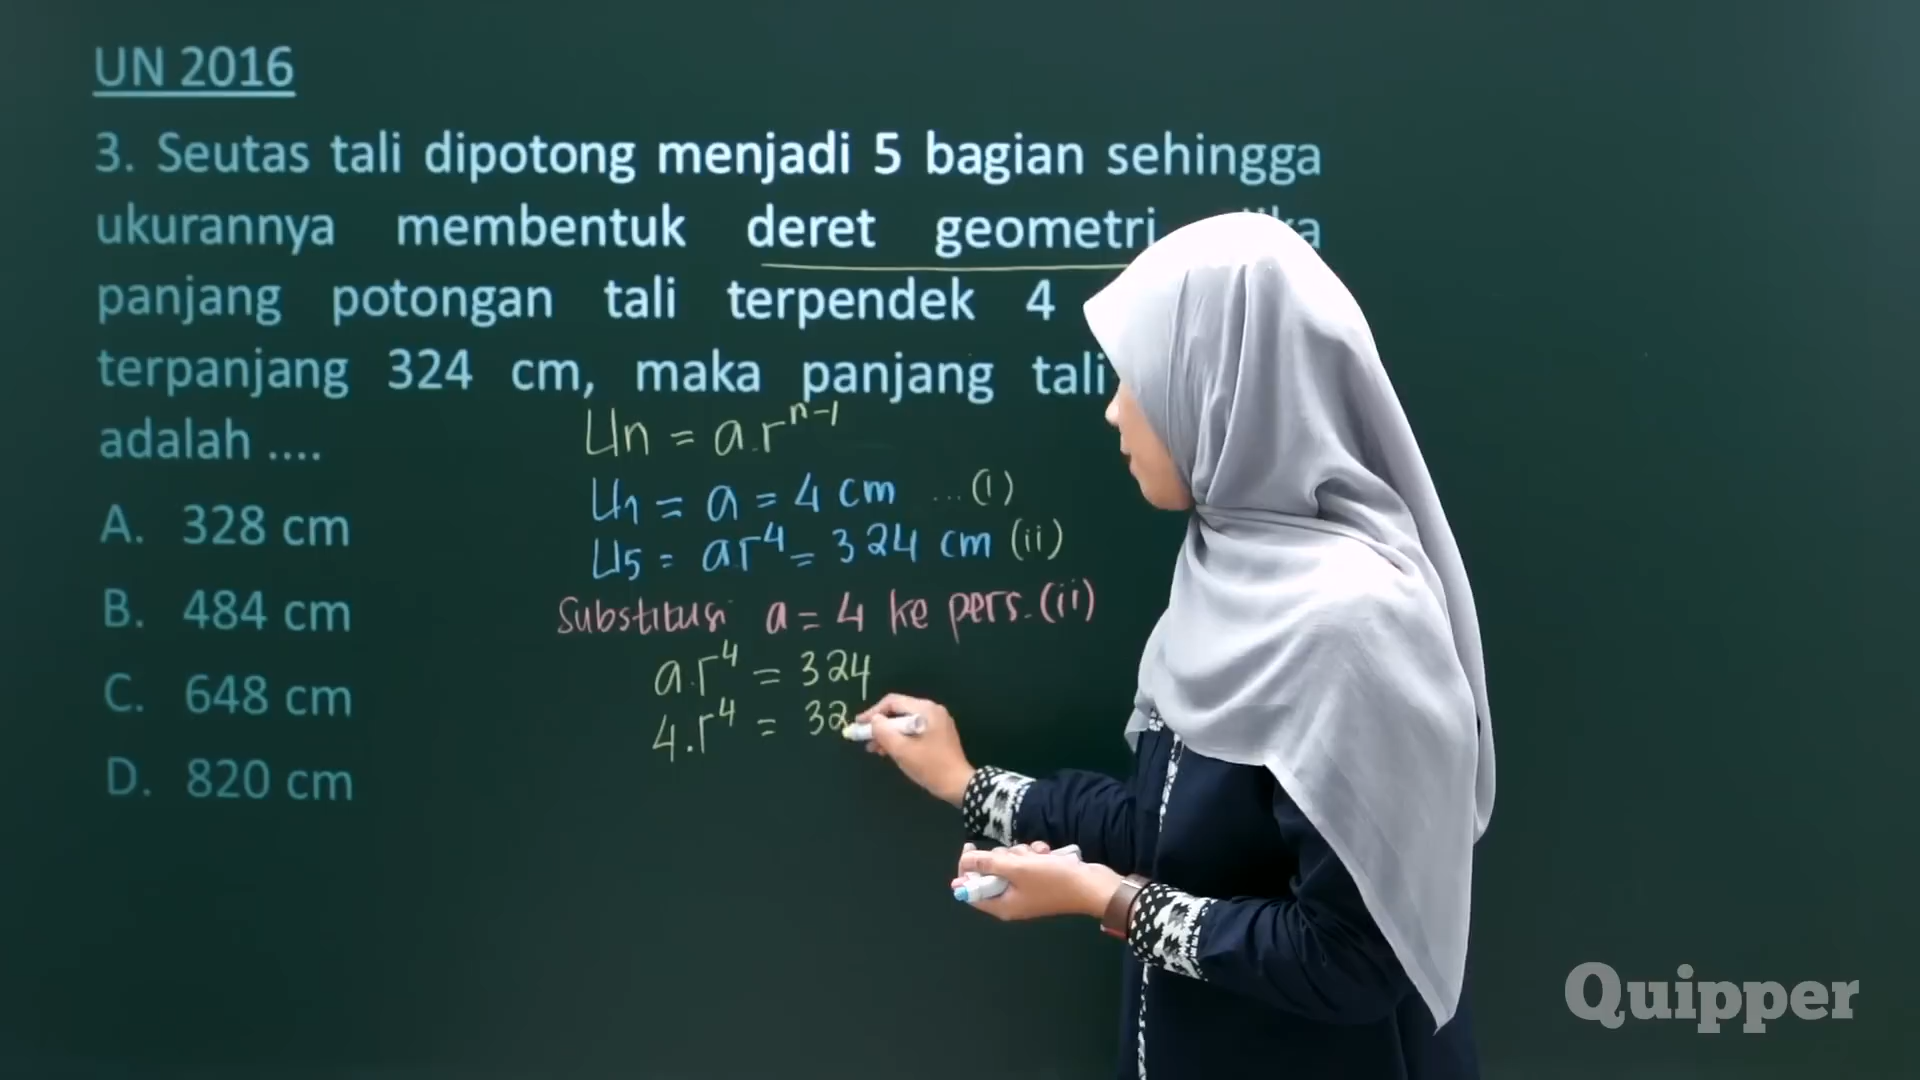 UN 2016
3. Seutas tali dipotong menjadi 5 bagian sehingga
ukurannya membentuk deret geometri
panjang potongan tali terpendek 4
terpanjang 324 cm, maka panjang tali
adalah ....
A. 328 cm
B. 484 cm
C. 648 cm
D. 820 cm
Un = a.r^n-1
U1 = a = 4 cm ...(i)
U5 = ar^4 = 324 cm (ii)
Substitusi a = 4 ke pers. (ii)
a.r^4 = 324
4.r^4 = 32
Quipper